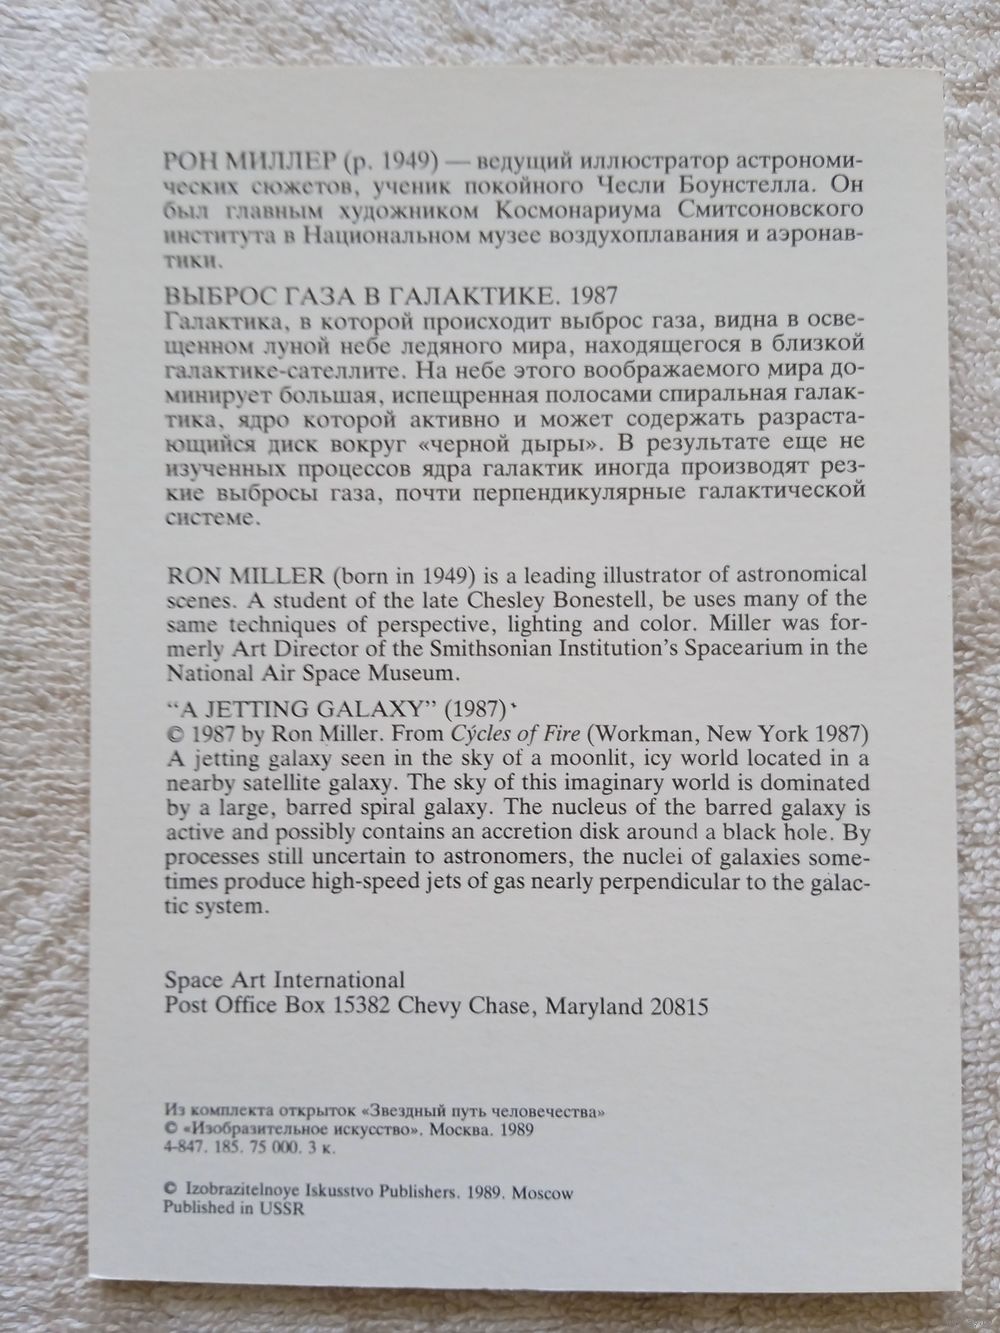 РОН МИЛЛЕР (р. 1949) — ведущий иллюстратор астрономи-
ческих сюжетов, ученик покойного Чесли Боунстелла. Он
был главным художником Космонариума Смитсоновского
института в Национальном музее воздухоплавания и аэронав-
тики.
ВЫБРОС ГАЗА В ГАЛАКТИКЕ. 1987
Галактика, в которой происходит выброс газа, видна в осве-
щенном луной небе ледяного мира, находящегося в близкой
галактике-сателлите. На небе этого воображаемого мира до-
минирует большая, испещренная полосами спиральная галак-
тика, ядро которой активно и может содержать разраста-
ющийся диск вокруг «черной дыры». В результате еще не
изученных процессов ядра галактик иногда производят рез-
кие выбросы газа, почти перпендикулярные галактической
системе.
RON MILLER (born in 1949) is a leading illustrator of astronomical
scenes. A student of the late Chesley Bonestell, be uses many of the
same techniques of perspective, lighting and color. Miller was for-
merly Art Director of the Smithsonian Institution's Spacearium in the
National Air Space Museum.
“A JETTING GALAXY” (1987)
© 1987 by Ron Miller. From Cýcles of Fire (Workman, New York 1987)
A jetting galaxy seen in the sky of a moonlit, icy world located in a
nearby satellite galaxy. The sky of this imaginary world is dominated
by a large, barred spiral galaxy. The nucleus of the barred galaxy is
active and possibly contains an accretion disk around a black hole. By
processes still uncertain to astronomers, the nuclei of galaxies some-
times produce high-speed jets of gas nearly perpendicular to the galac-
tic system.
Space Art International
Post Office Box 15382 Chevy Chase, Maryland 20815
Из комплекта открыток «Звездный путь человечества»
© «Изобразительное искусство». Москва. 1989
4-847. 185. 75 000. 3 к.
© Izobrazitelnoye Iskusstvo Publishers. 1989. Moscow
Published in USSR